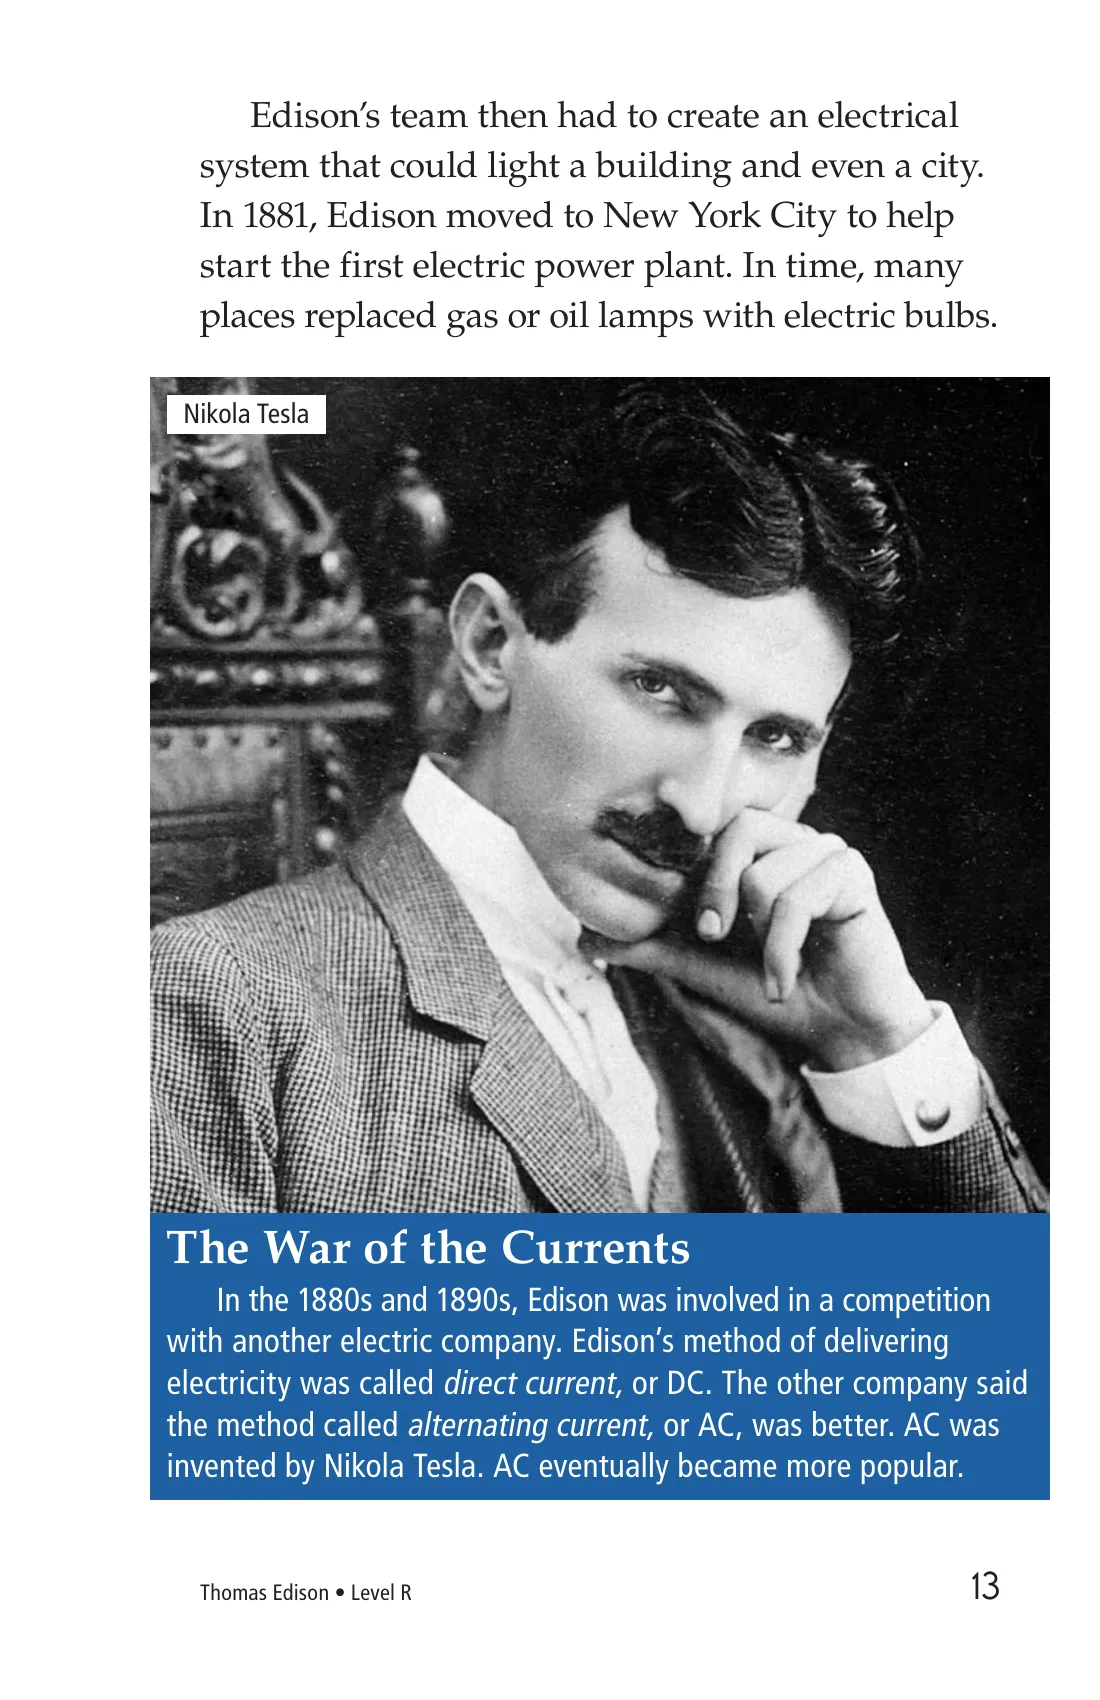 Edison’s team then had to create an electrical
system that could light a building and even a city.
In 1881, Edison moved to New York City to help
start the first electric power plant. In time, many
places replaced gas or oil lamps with electric bulbs.
Nikola Tesla
The War of the Currents
In the 1880s and 1890s, Edison was involved in a competition
with another electric company. Edison’s method of delivering
electricity was called direct current, or DC. The other company said
the method called alternating current, or AC, was better. AC was
invented by Nikola Tesla. AC eventually became more popular.
Thomas Edison • Level R
13